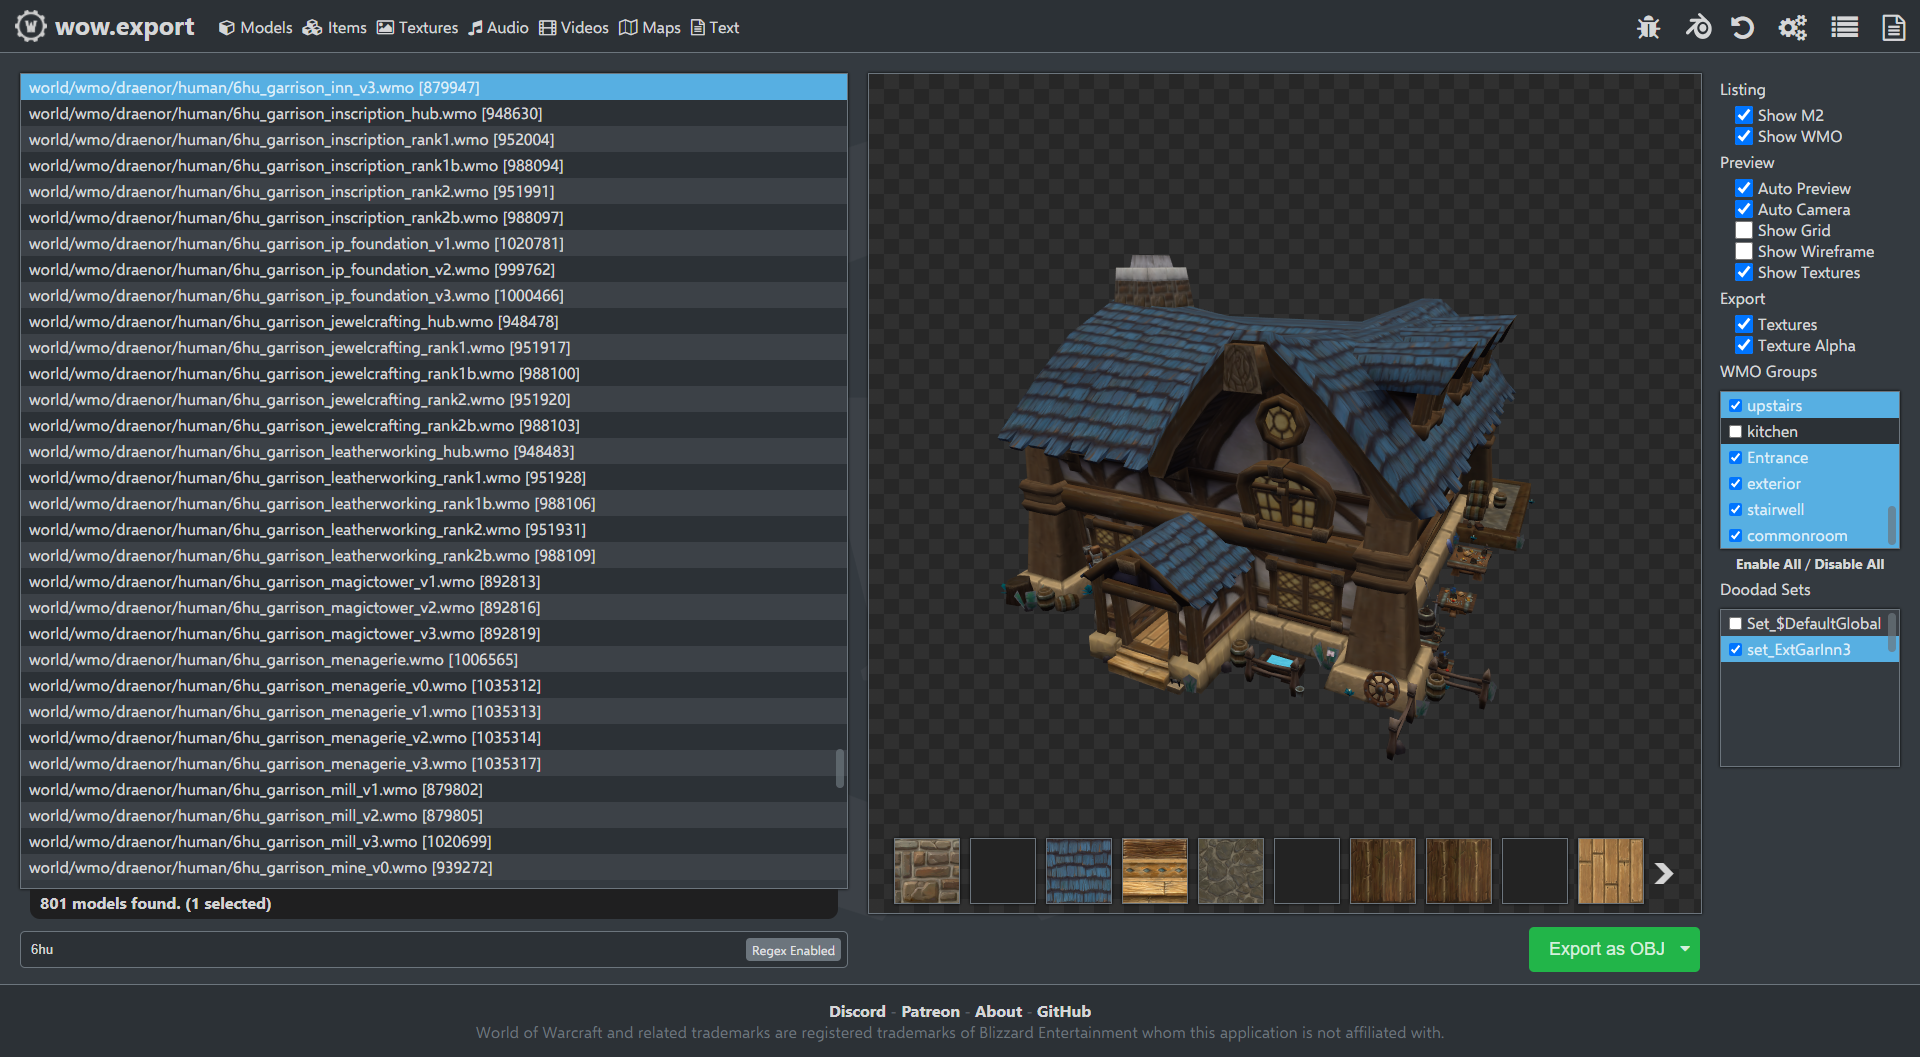 wow.export Models Items Textures Audio Videos Maps Text
world/wmo/draenor/human/6hu_garrison_inn_v3.wmo [879947]
world/wmo/draenor/human/6hu_garrison_inscription_hub.wmo [948630]
world/wmo/draenor/human/6hu_garrison_inscription_rank1.wmo [952004]
world/wmo/draenor/human/6hu_garrison_inscription_rank1b.wmo [988094]
world/wmo/draenor/human/6hu_garrison_inscription_rank2.wmo [951991]
world/wmo/draenor/human/6hu_garrison_inscription_rank2b.wmo [988097]
world/wmo/draenor/human/6hu_garrison_ip_foundation_v1.wmo [1020781]
world/wmo/draenor/human/6hu_garrison_ip_foundation_v2.wmo [999762]
world/wmo/draenor/human/6hu_garrison_ip_foundation_v3.wmo [1000466]
world/wmo/draenor/human/6hu_garrison_jewelcrafting_hub.wmo [948478]
world/wmo/draenor/human/6hu_garrison_jewelcrafting_rank1.wmo [951917]
world/wmo/draenor/human/6hu_garrison_jewelcrafting_rank1b.wmo [988100]
world/wmo/draenor/human/6hu_garrison_jewelcrafting_rank2.wmo [951920]
world/wmo/draenor/human/6hu_garrison_jewelcrafting_rank2b.wmo [988103]
world/wmo/draenor/human/6hu_garrison_leatherworking_hub.wmo [948483]
world/wmo/draenor/human/6hu_garrison_leatherworking_rank1.wmo [951928]
world/wmo/draenor/human/6hu_garrison_leatherworking_rank1b.wmo [988106]
world/wmo/draenor/human/6hu_garrison_leatherworking_rank2.wmo [951931]
world/wmo/draenor/human/6hu_garrison_leatherworking_rank2b.wmo [988109]
world/wmo/draenor/human/6hu_garrison_magictower_v1.wmo [892813]
world/wmo/draenor/human/6hu_garrison_magictower_v2.wmo [892816]
world/wmo/draenor/human/6hu_garrison_magictower_v3.wmo [892819]
world/wmo/draenor/human/6hu_garrison_menagerie.wmo [1006565]
world/wmo/draenor/human/6hu_garrison_menagerie_v0.wmo [1035312]
world/wmo/draenor/human/6hu_garrison_menagerie_v1.wmo [1035313]
world/wmo/draenor/human/6hu_garrison_menagerie_v2.wmo [1035314]
world/wmo/draenor/human/6hu_garrison_menagerie_v3.wmo [1035317]
world/wmo/draenor/human/6hu_garrison_mill_v1.wmo [879802]
world/wmo/draenor/human/6hu_garrison_mill_v2.wmo [879805]
world/wmo/draenor/human/6hu_garrison_mill_v3.wmo [1020699]
world/wmo/draenor/human/6hu_garrison_mine_v0.wmo [939272]
801 models found. (1 selected)
6hu Regex Enabled
Listing
Show M2
Show WMO
Preview
Auto Preview
Auto Camera
Show Grid
Show Wireframe
Show Textures
Export
Textures
Texture Alpha
WMO Groups
upstairs
kitchen
Entrance
exterior
stairwell
commonroom
Enable All / Disable All
Doodad Sets
Set_$DefaultGlobal
set_ExtGarInn3
Export as OBJ
Discord - Patreon - About - GitHub
World of Warcraft and related trademarks are registered trademarks of Blizzard Entertainment whom this application is not affiliated with.